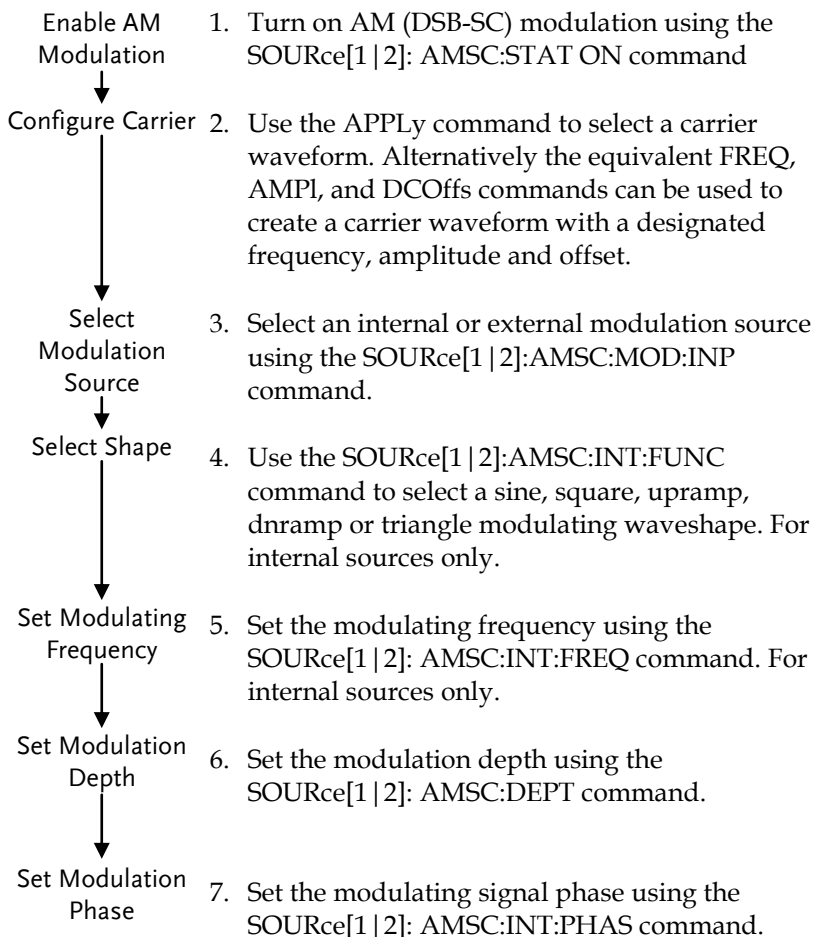 Enable AM
Modulation
1. Turn on AM (DSB-SC) modulation using the
SOURce[1|2]: AMSC:STAT ON command
Configure Carrier
2. Use the APPLy command to select a carrier
waveform. Alternatively the equivalent FREQ,
AMPl, and DCOffs commands can be used to
create a carrier waveform with a designated
frequency, amplitude and offset.
Select
Modulation
Source
3. Select an internal or external modulation source
using the SOURce[1|2]:AMSC:MOD:INP
command.
Select Shape
4. Use the SOURce[1|2]:AMSC:INT:FUNC
command to select a sine, square, upramp,
dnramp or triangle modulating waveshape. For
internal sources only.
Set Modulating
Frequency
5. Set the modulating frequency using the
SOURce[1|2]: AMSC:INT:FREQ command. For
internal sources only.
Set Modulation
Depth
6. Set the modulation depth using the
SOURce[1|2]: AMSC:DEPT command.
Set Modulation
Phase
7. Set the modulating signal phase using the
SOURce[1|2]: AMSC:INT:PHAS command.